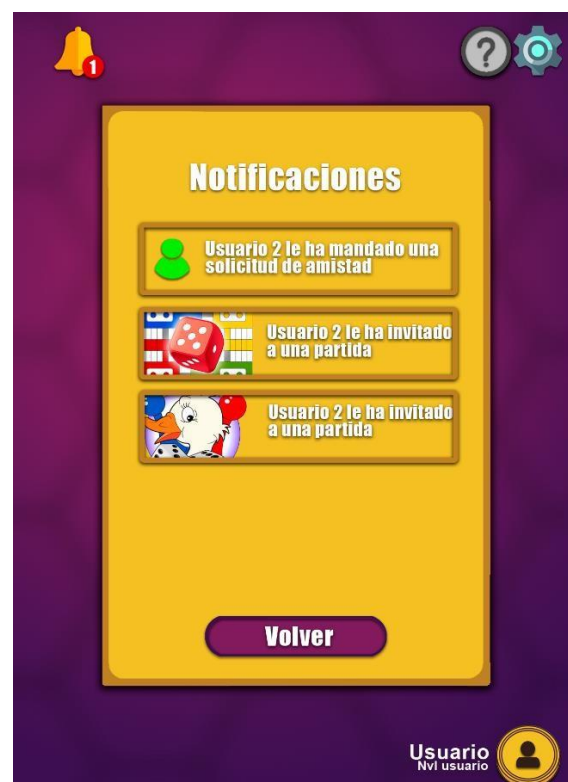 1
?
Notificaciones
Usuario 2 le ha mandado una
solicitud de amistad
Usuario 2 le ha invitado
a una partida
Usuario 2 le ha invitado
a una partida
Volver
Usuario
Nvl usuario